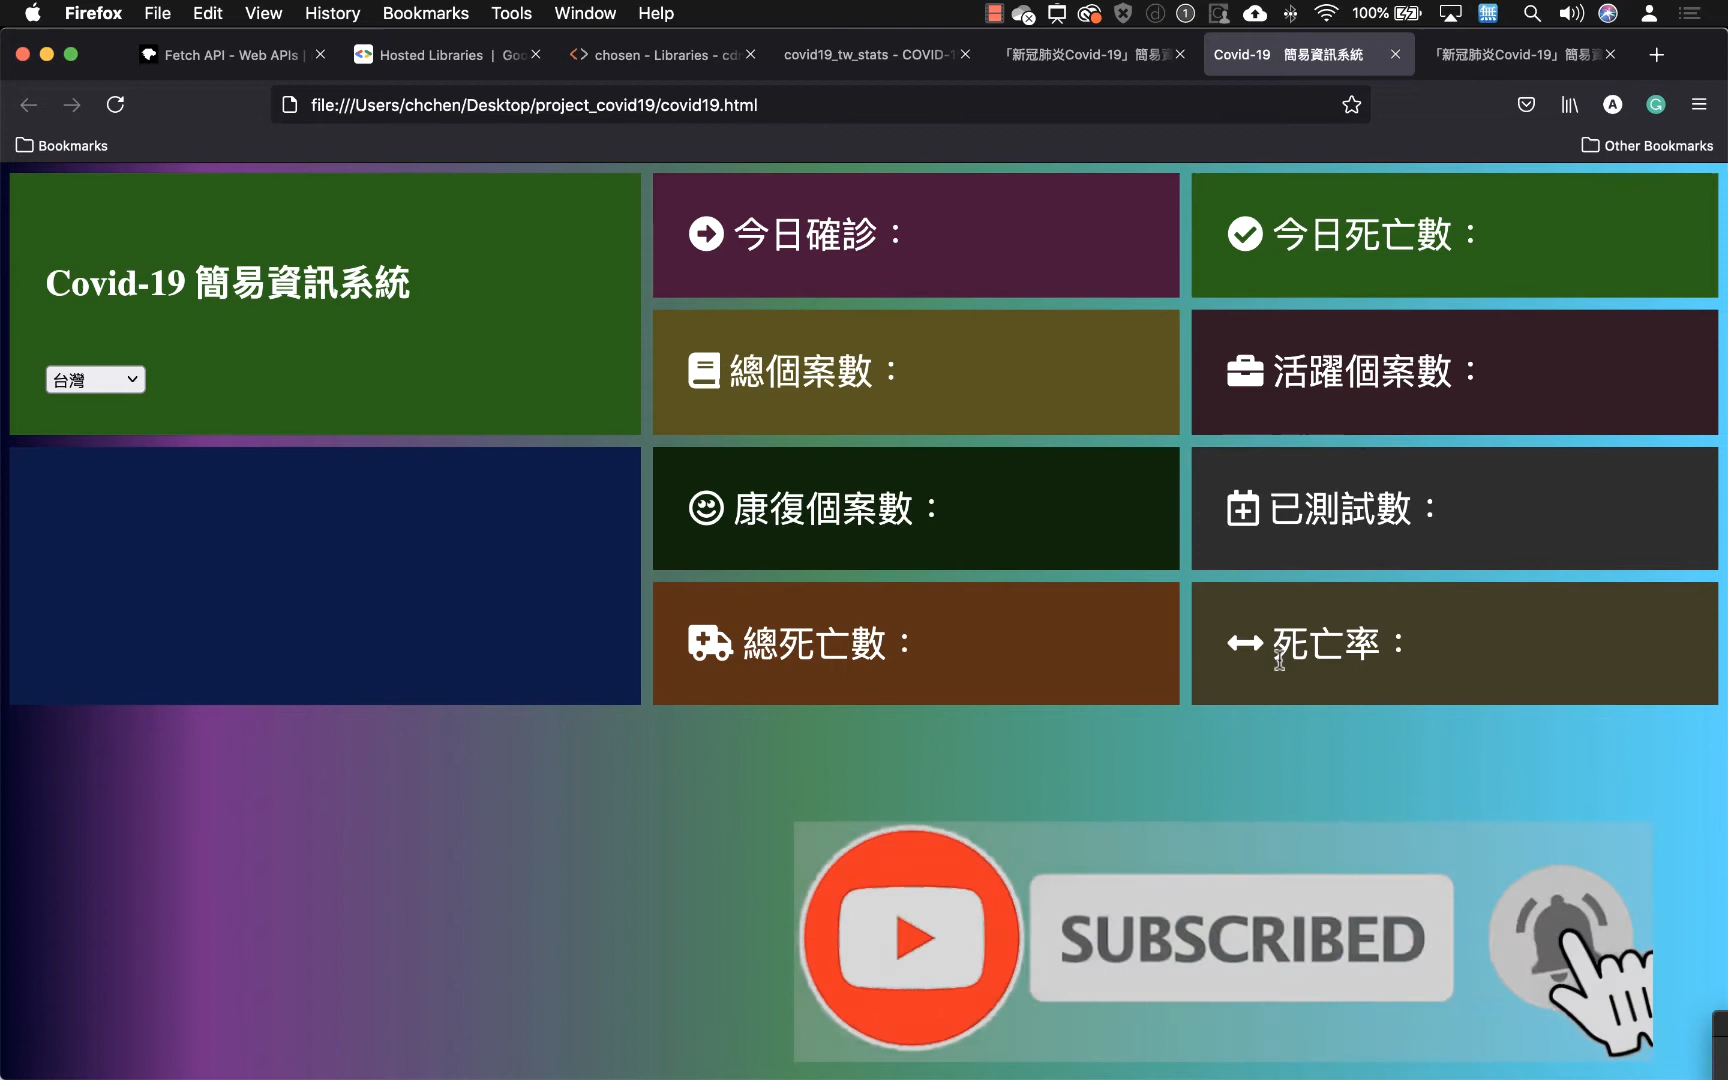 Firefox File Edit View History Bookmarks Tools Window Help 100%
Fetch API - Web APIs | Hosted Libraries | Goo chosen - Libraries - cd covid19_tw_stats - COVID-1 「新冠肺炎Covid-19」簡易資 Covid-19 簡易資訊系統 「新冠肺炎Covid-19」簡易資
file:///Users/chchen/Desktop/project_covid19/covid19.html
Bookmarks Other Bookmarks
Covid-19 簡易資訊系統
台灣
今日確診：
今日死亡數：
總個案數：
活躍個案數：
康復個案數：
已測試數：
總死亡數：
死亡率：
SUBSCRIBED